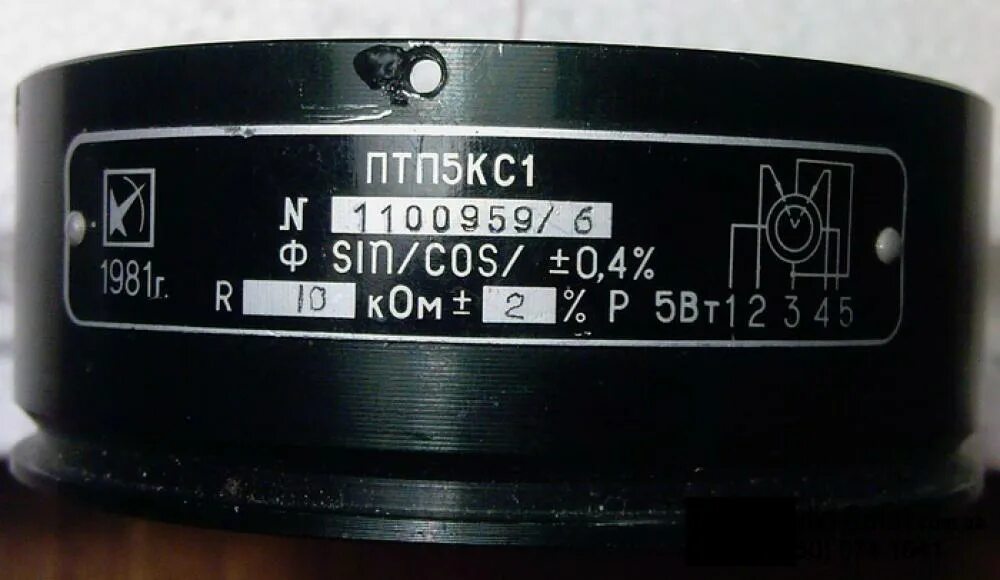 ПТП5КС1
N 1100959/6
Ф SIN/COS/ ±0,4%
1981г.
R 10 кОм ± 2 % Р 5Вт
1 2 3 4 5